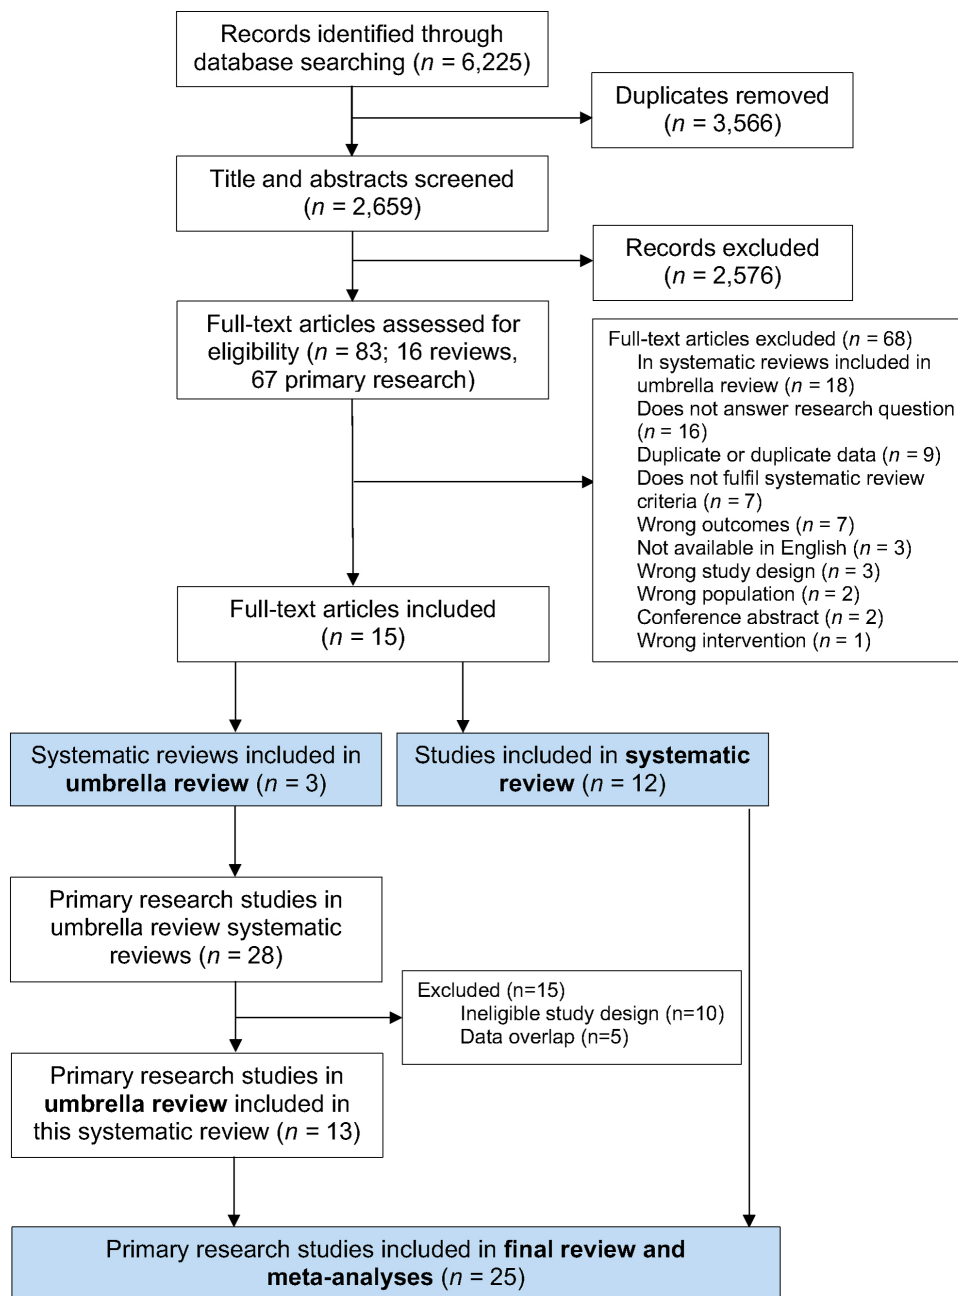 Records identified through
database searching (n = 6,225)
Duplicates removed
(n = 3,566)
Title and abstracts screened
(n = 2,659)
Records excluded
(n = 2,576)
Full-text articles assessed for
eligibility (n = 83; 16 reviews,
67 primary research)
Full-text articles excluded (n = 68)
In systematic reviews included in
umbrella review (n = 18)
Does not answer research question
(n = 16)
Duplicate or duplicate data (n = 9)
Does not fulfil systematic review
criteria (n = 7)
Wrong outcomes (n = 7)
Not available in English (n = 3)
Wrong study design (n = 3)
Wrong population (n = 2)
Conference abstract (n = 2)
Wrong intervention (n = 1)
Full-text articles included
(n = 15)
Systematic reviews included in
umbrella review (n = 3)
Studies included in systematic
review (n = 12)
Primary research studies in
umbrella review systematic
reviews (n = 28)
Excluded (n=15)
Ineligible study design (n=10)
Data overlap (n=5)
Primary research studies in
umbrella review included in
this systematic review (n = 13)
Primary research studies included in final review and
meta-analyses (n = 25)